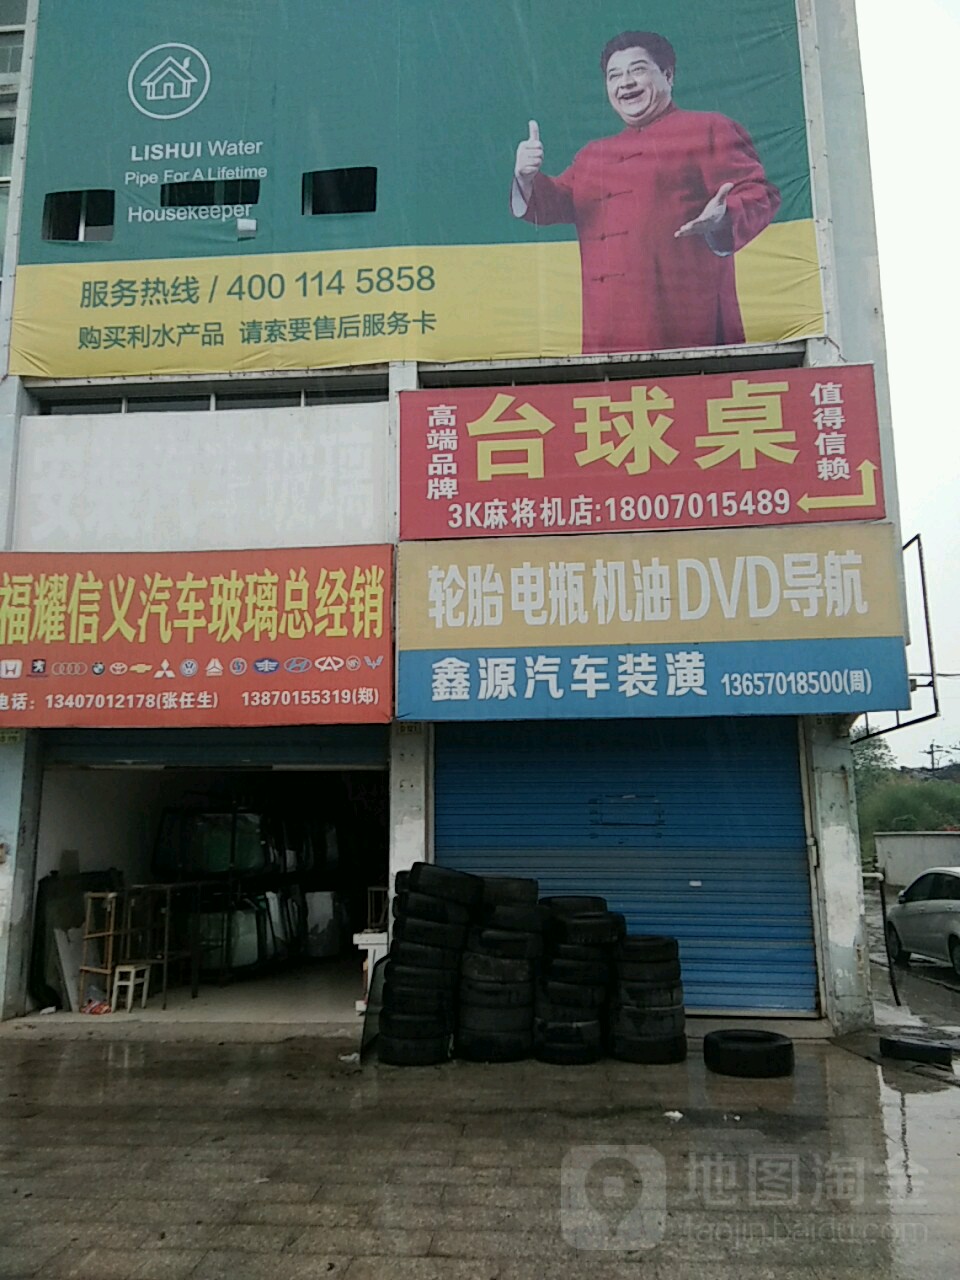 LISHUI Water
Pipe For A Lifetime
Housekeeper
服务热线 / 400 114 5858
购买利水产品 请索要售后服务卡
高端品牌
台球桌
值得信赖
3K麻将机店:18007015489
福耀信义汽车玻璃总经销
电话：13407012178(张任生) 13870155319(郑)
轮胎电瓶机油DVD导航
鑫源汽车装潢 13657018500(周)
地图淘金
taojin.baidu.com